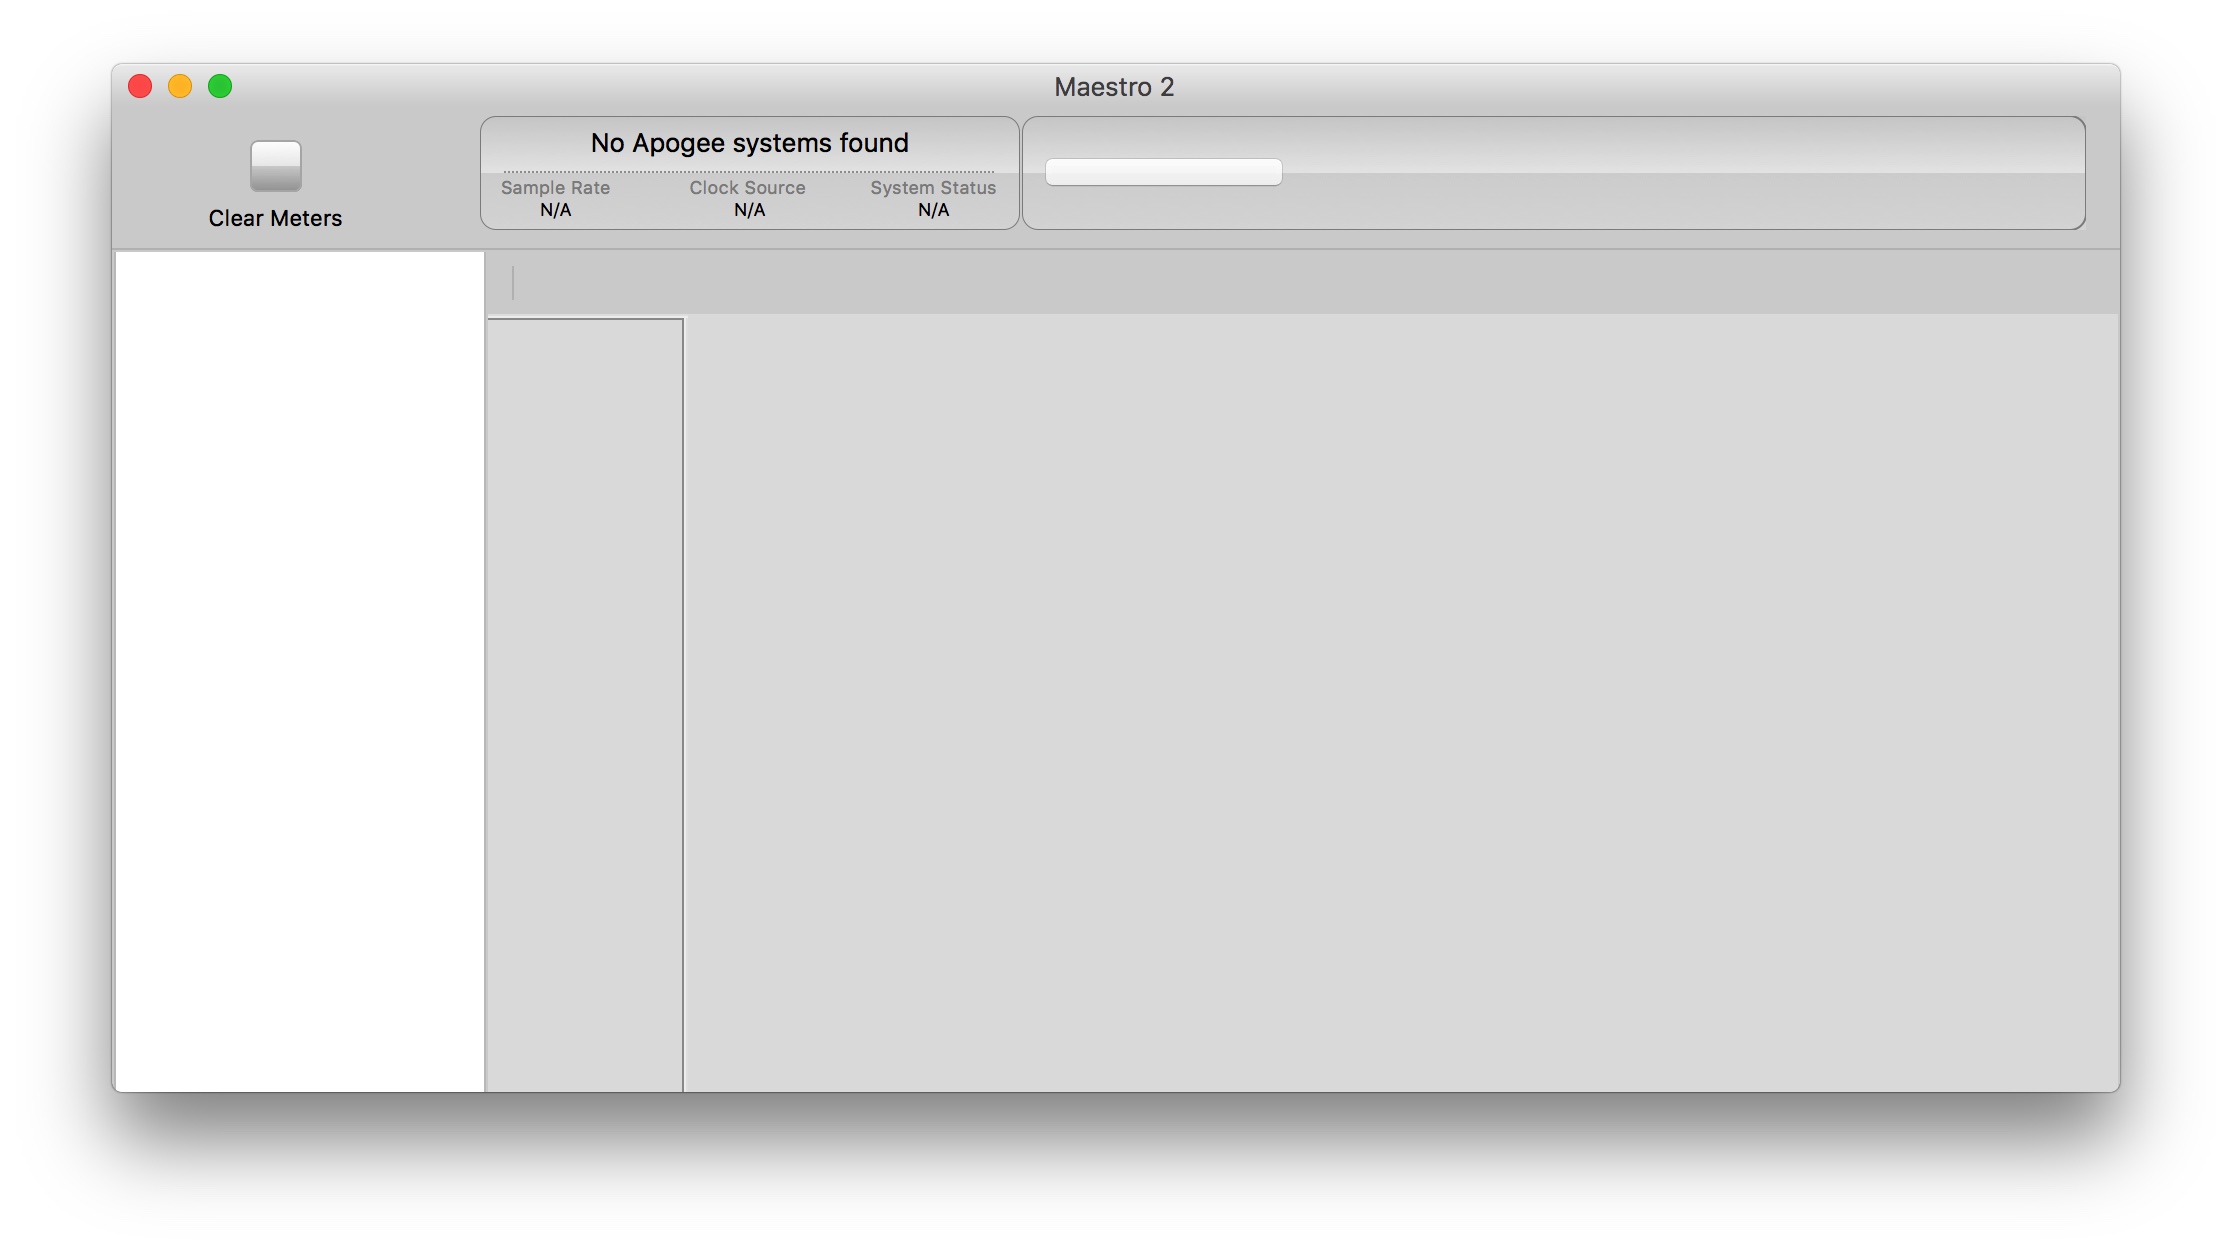 Maestro 2
No Apogee systems found
Sample Rate Clock Source System Status
N/A N/A N/A
Clear Meters